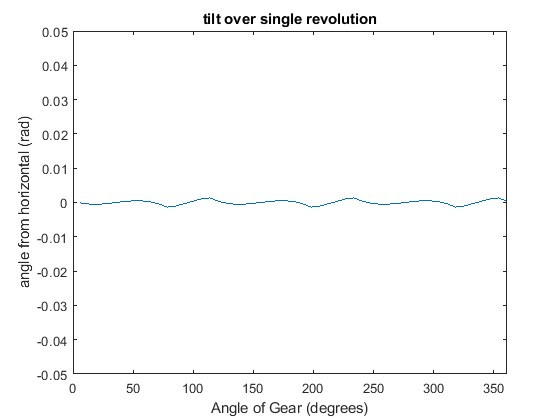 tilt over single revolution
0.05
0.04
0.03
0.02
0.01
0
-0.01
-0.02
-0.03
-0.04
-0.05
angle from horizontal (rad)
0 50 100 150 200 250 300 350
Angle of Gear (degrees)